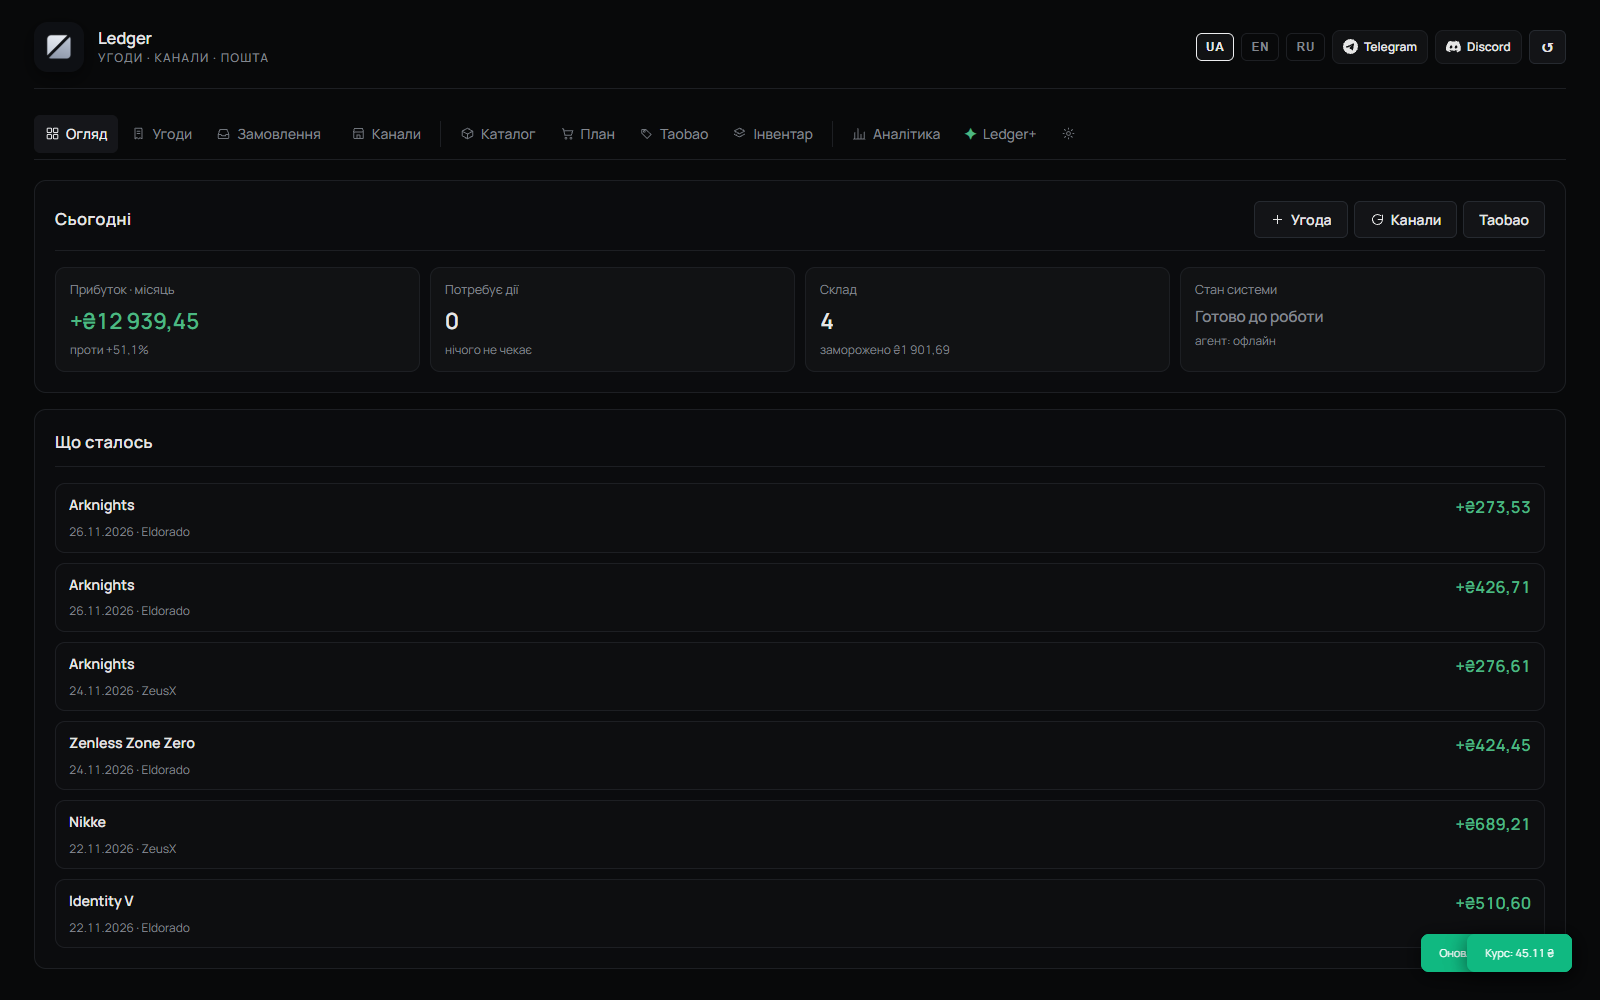 Ledger
УГОДИ · КАНАЛИ · ПОШТА
UA EN RU Telegram Discord
Огляд Угоди Замовлення Канали Каталог План Taobao Інвентар Аналітика Ledger+
Сьогодні
+ Угода Канали Taobao
Прибуток · місяць
+₴12 939,45
проти +51,1%
Потребує дії
0
нічого не чекає
Склад
4
заморожено ₴1 901,69
Стан системи
Готово до роботи
агент: офлайн
Що сталось
Arknights
+₴273,53
26.11.2026 · Eldorado
Arknights
+₴426,71
26.11.2026 · Eldorado
Arknights
+₴276,61
24.11.2026 · ZeusX
Zenless Zone Zero
+₴424,45
24.11.2026 · Eldorado
Nikke
+₴689,21
22.11.2026 · ZeusX
Identity V
+₴510,60
22.11.2026 · Eldorado
Курс: 45.11 ₴